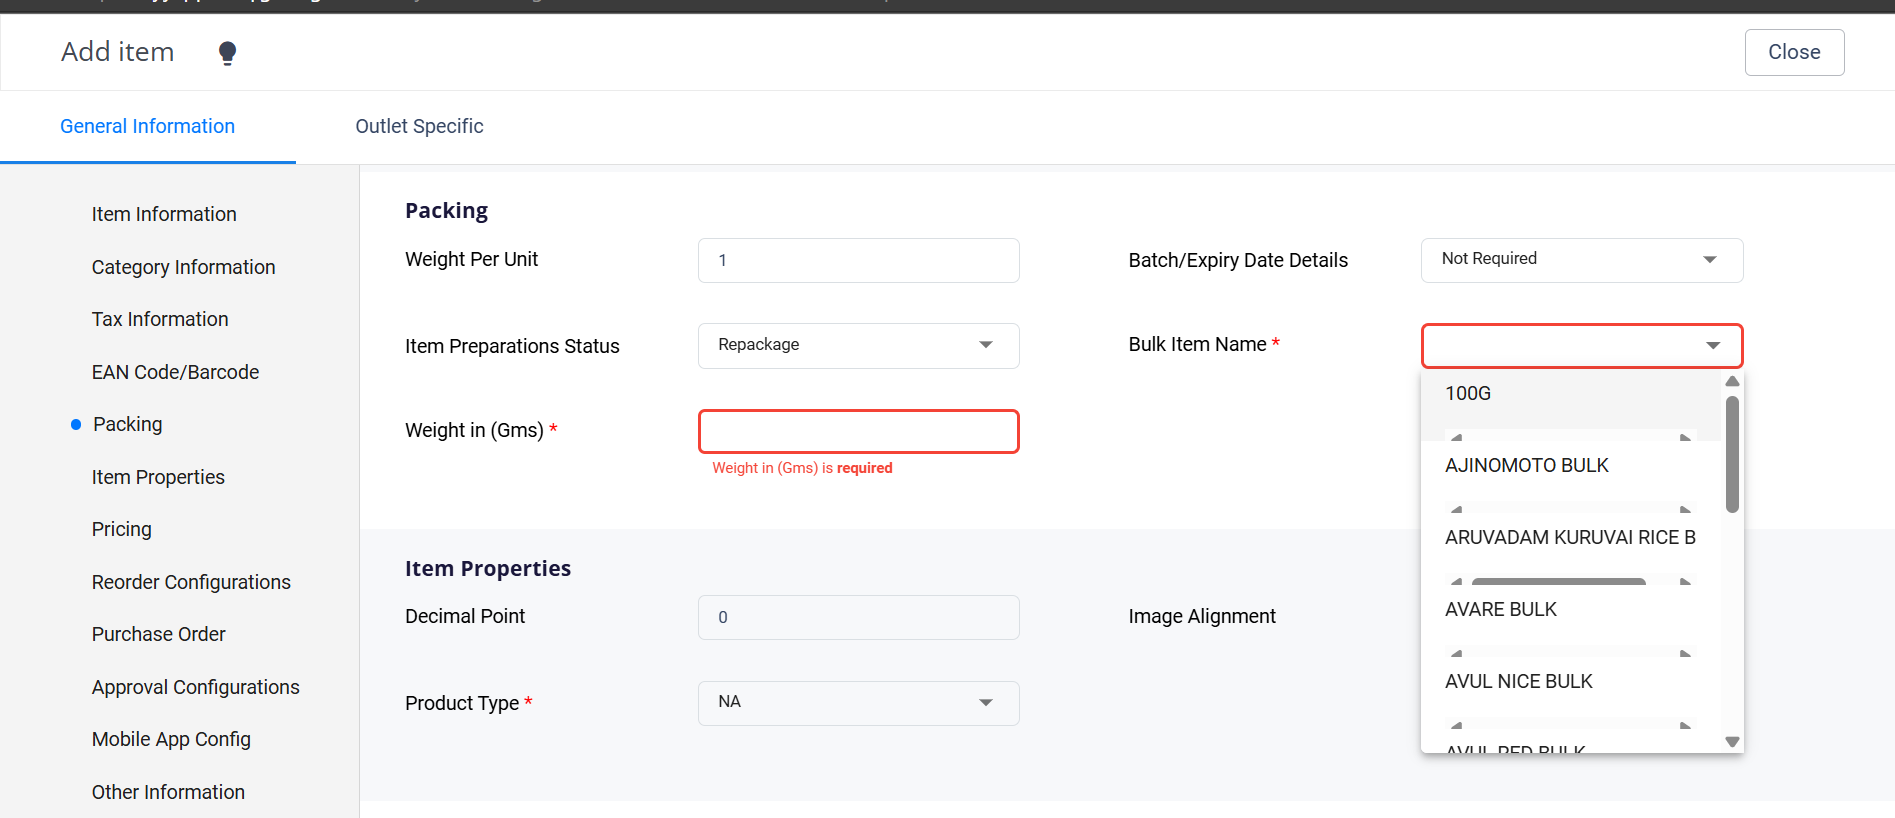 Add item
Close
General Information
Outlet Specific
Item Information
Category Information
Tax Information
EAN Code/Barcode
Packing
Item Properties
Pricing
Reorder Configurations
Purchase Order
Approval Configurations
Mobile App Config
Other Information
Packing
Weight Per Unit
1
Batch/Expiry Date Details
Not Required
Item Preparations Status
Repackage
Bulk Item Name *
Weight in (Gms) *
Weight in (Gms) is required
100G
AJINOMOTO BULK
ARUVADAM KURUVAI RICE B
AVARE BULK
AVUL NICE BULK
AVUL RED BULK
Item Properties
Decimal Point
0
Image Alignment
Product Type *
NA